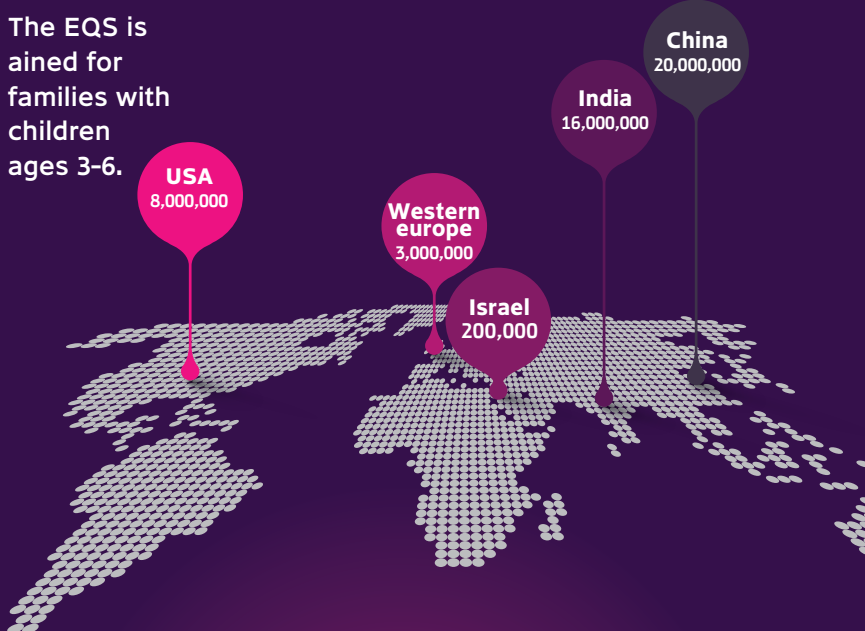 The EQS is
ained for
families with
children
ages 3-6.
USA
8,000,000
Western
europe
3,000,000
Israel
200,000
India
16,000,000
China
20,000,000